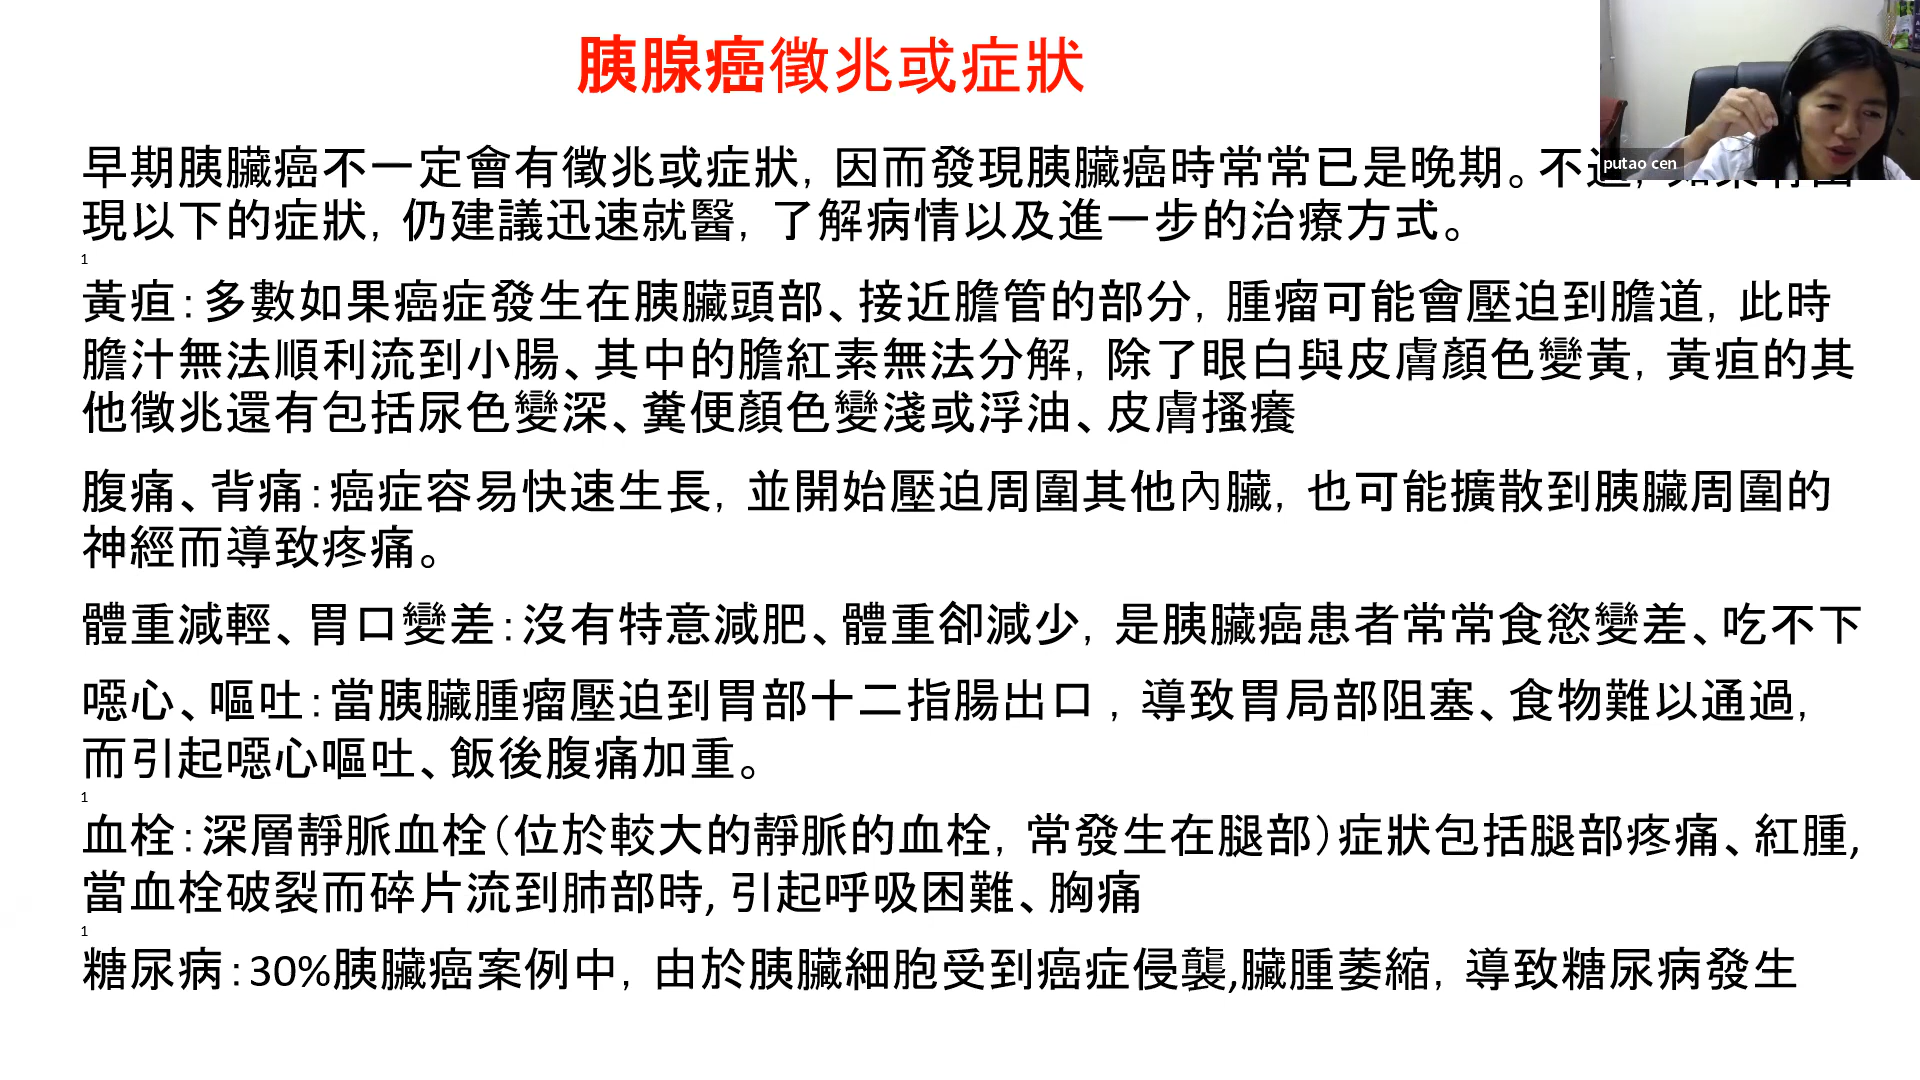 胰腺癌徵兆或症狀
putao cen
早期胰臟癌不一定會有徵兆或症狀，因而發現胰臟癌時常常已是晚期。不
現以下的症狀，仍建議迅速就醫，了解病情以及進一步的治療方式。
1
黃疸：多數如果癌症發生在胰臟頭部、接近膽管的部分，腫瘤可能會壓迫到膽道，此時
膽汁無法順利流到小腸、其中的膽紅素無法分解，除了眼白與皮膚顏色變黃，黃疸的其
他徵兆還有包括尿色變深、糞便顏色變淺或浮油、皮膚搔癢
腹痛、背痛：癌症容易快速生長，並開始壓迫周圍其他內臟，也可能擴散到胰臟周圍的
神經而導致疼痛。
體重減輕、胃口變差：沒有特意減肥、體重卻減少，是胰臟癌患者常常食慾變差、吃不下
噁心、嘔吐：當胰臟腫瘤壓迫到胃部十二指腸出口，導致胃局部阻塞、食物難以通過，
而引起噁心嘔吐、飯後腹痛加重。
1
血栓：深層靜脈血栓（位於較大的靜脈的血栓，常發生在腿部）症狀包括腿部疼痛、紅腫,
當血栓破裂而碎片流到肺部時,引起呼吸困難、胸痛
1
糖尿病：30%胰臟癌案例中，由於胰臟細胞受到癌症侵襲,臟腫萎縮，導致糖尿病發生